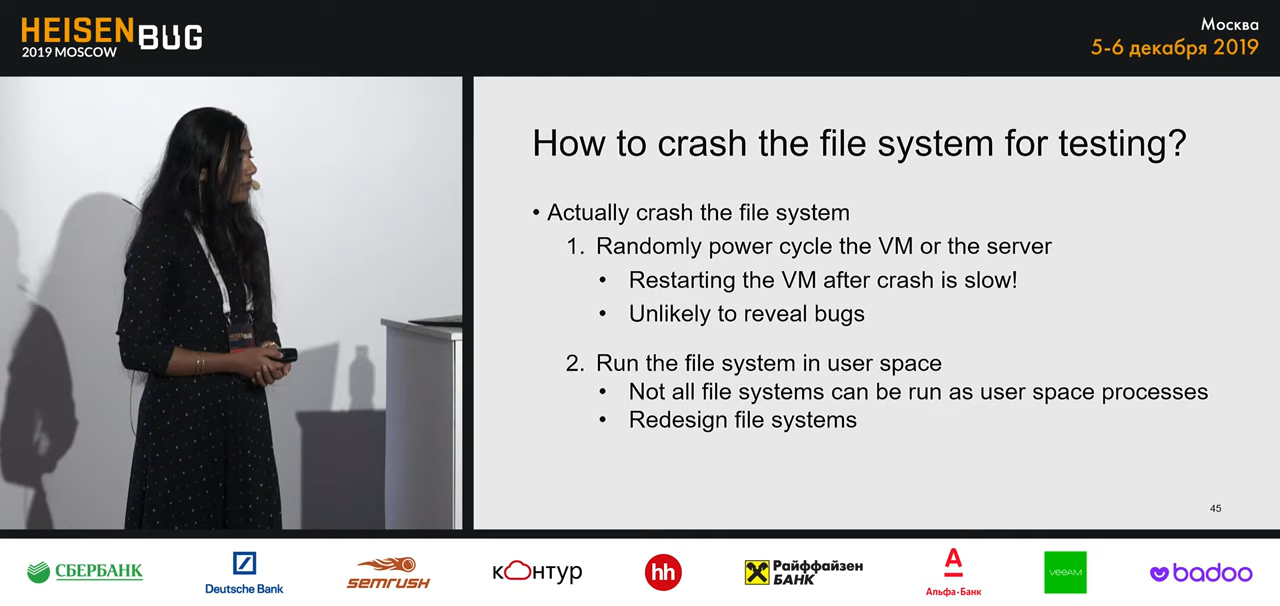 HEISENBUG
2019 MOSCOW
Москва
5-6 декабря 2019
How to crash the file system for testing?
• Actually crash the file system
1. Randomly power cycle the VM or the server
• Restarting the VM after crash is slow!
• Unlikely to reveal bugs
2. Run the file system in user space
• Not all file systems can be run as user space processes
• Redesign file systems
45
СБЕРБАНК
Deutsche Bank
semrush
контур
hh
Райффайзен
БАНК
А
Альфа·Банк
veeam
badoo